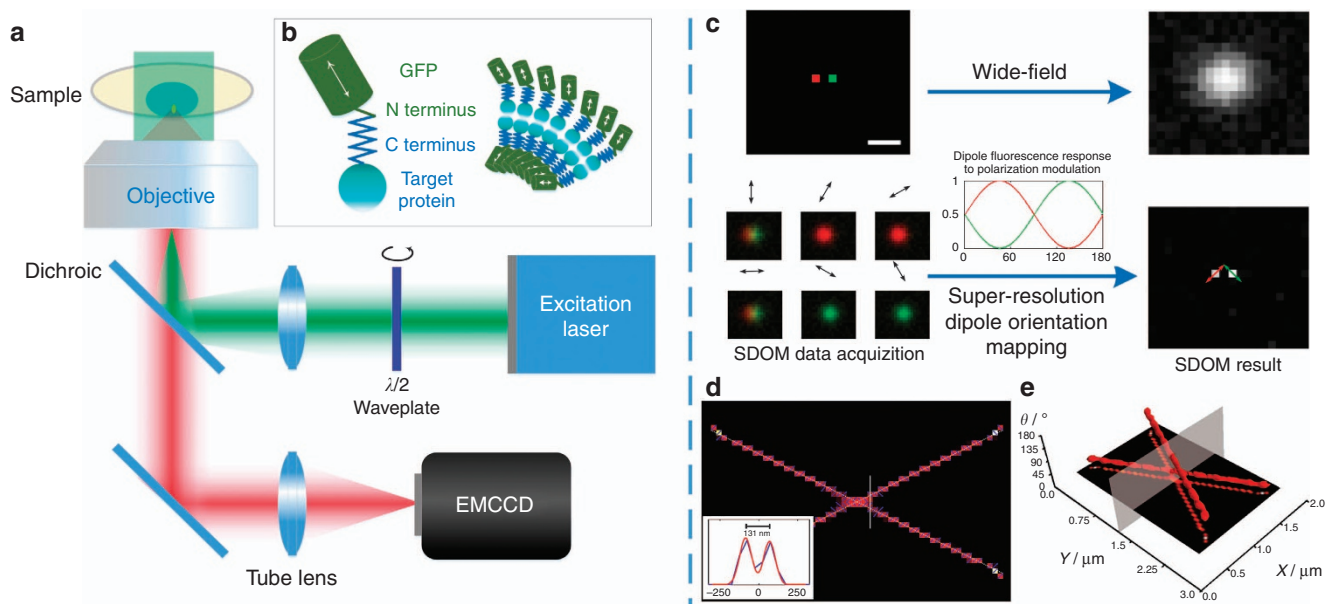 a
Sample
Objective
Dichroic
λ/2
Waveplate
Excitation
laser
EMCCD
Tube lens
b
GFP
N terminus
C terminus
Target
protein
c
Wide-field
Dipole fluorescence response
to polarization modulation
1
0.5
0
0 60 120 180
SDOM data acquizition
Super-resolution
dipole orientation
mapping
SDOM result
d
131 nm
−250 0 250
e
θ / °
180
135
90
45
0
0.0
0.75
1.5
2.25
3.0
Y / μm
0.0
0.5
1.0
1.5
2.0
X / μm